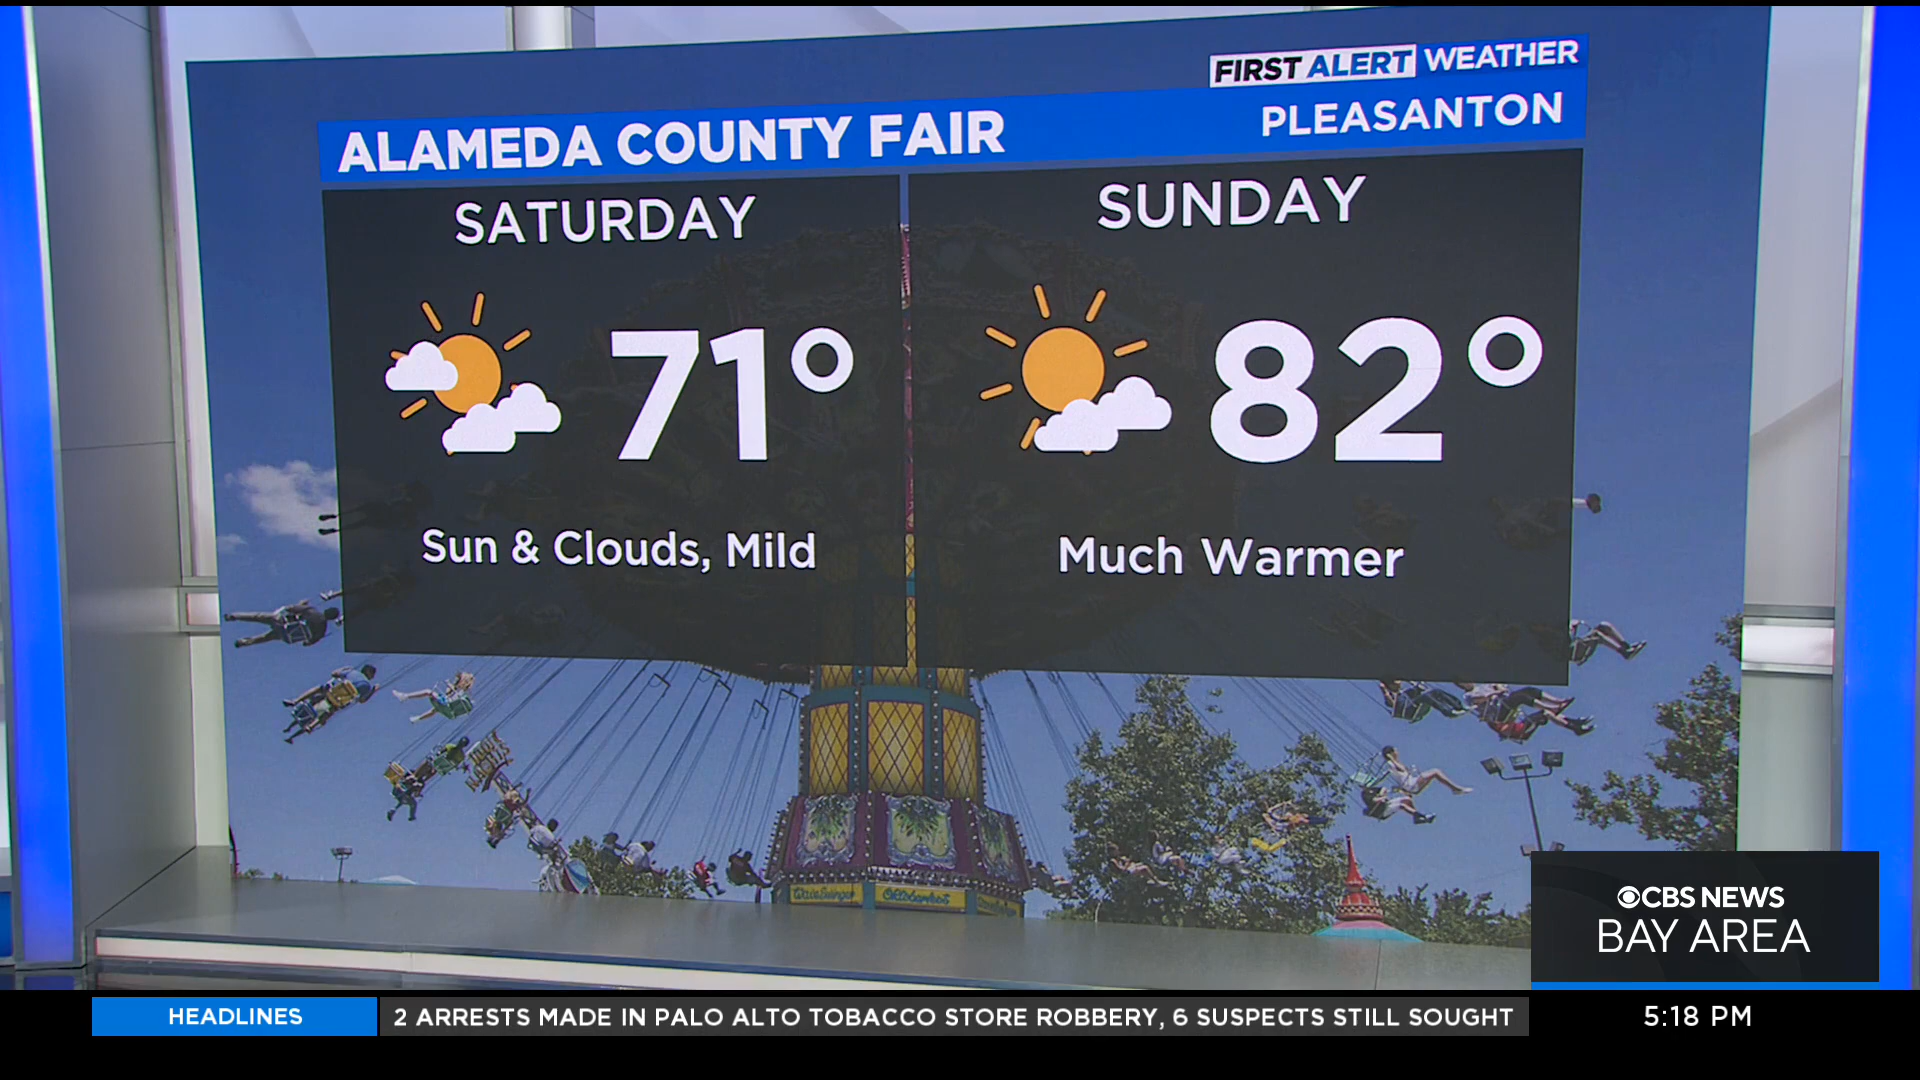 FIRST ALERT WEATHER
ALAMEDA COUNTY FAIR
PLEASANTON
SATURDAY
71°
Sun & Clouds, Mild
SUNDAY
82°
Much Warmer
CBS NEWS
BAY AREA
HEADLINES
2 ARRESTS MADE IN PALO ALTO TOBACCO STORE ROBBERY, 6 SUSPECTS STILL SOUGHT
5:18 PM